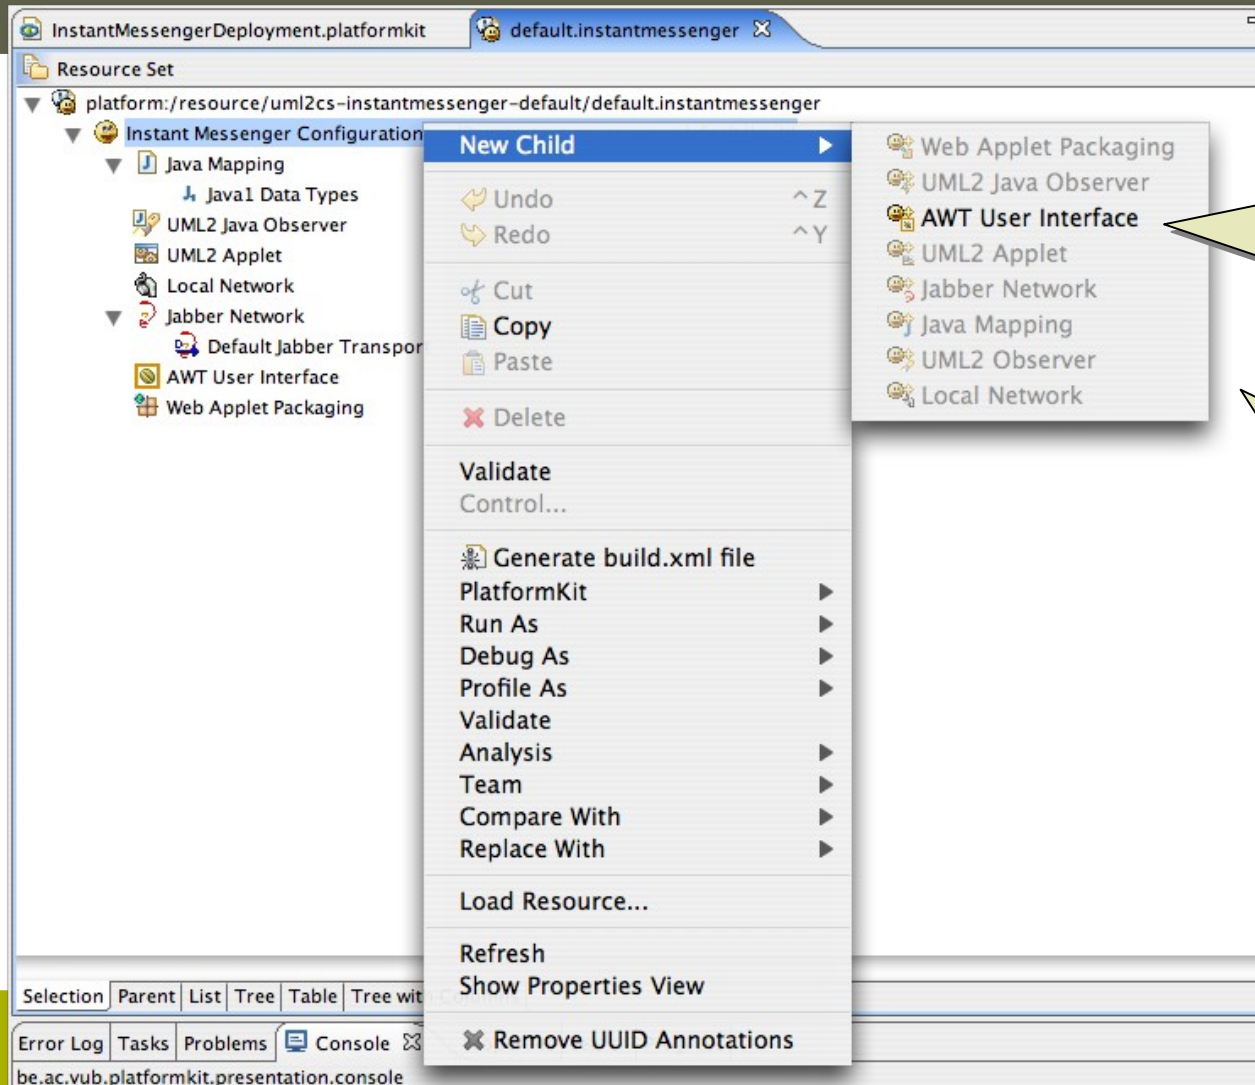 InstantMessengerDeployment.platformkit default.instantmessenger
Resource Set
platform:/resource/uml2cs-instantmessenger-default/default.instantmessenger
Instant Messenger Configuration
Java Mapping
Java1 Data Types
UML2 Java Observer
UML2 Applet
Local Network
Jabber Network
Default Jabber Transpor
AWT User Interface
Web Applet Packaging
New Child
Undo ^Z
Redo ^Y
Cut
Copy
Paste
Delete
Validate
Control...
Generate build.xml file
PlatformKit
Run As
Debug As
Profile As
Validate
Analysis
Team
Compare With
Replace With
Load Resource...
Refresh
Show Properties View
Remove UUID Annotations
Web Applet Packaging
UML2 Java Observer
AWT User Interface
UML2 Applet
Jabber Network
Java Mapping
UML2 Observer
Local Network
Selection Parent List Tree Table Tree with Columns
Error Log Tasks Problems Console
be.ac.vub.platformkit.presentation.console